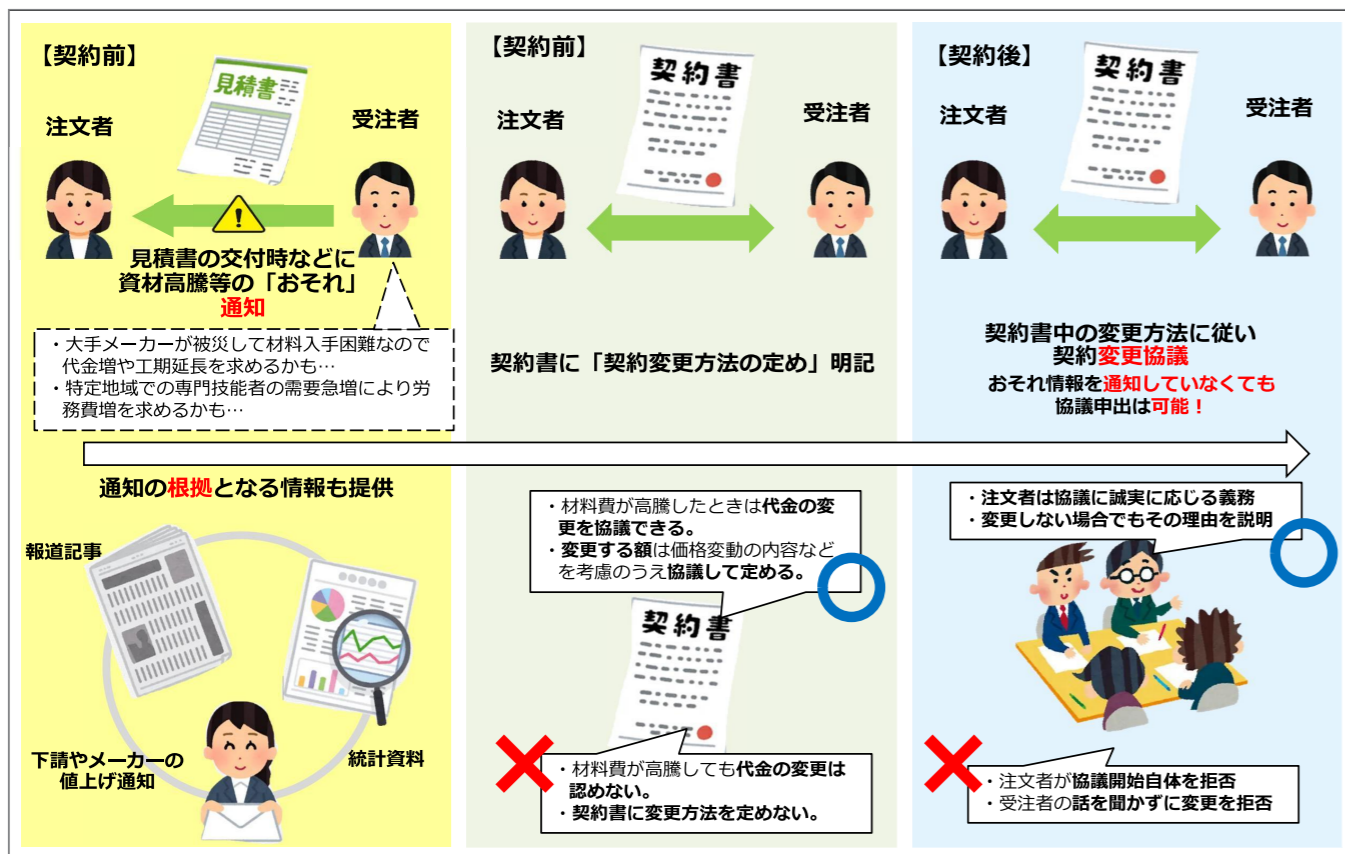 【契約前】
見積書
注文者
受注者
見積書の交付時などに
資材高騰等の「おそれ」
通知
・大手メーカーが被災して材料入手困難なので
代金増や工期延長を求めるかも…
・特定地域での専門技能者の需要急増により労
務費増を求めるかも…
通知の根拠となる情報も提供
報道記事
下請やメーカーの
値上げ通知
統計資料
【契約前】
契約書
注文者
受注者
契約書に「契約変更方法の定め」明記
・材料費が高騰したときは代金の変
更を協議できる。
・変更する額は価格変動の内容など
を考慮のうえ協議して定める。
契約書
・材料費が高騰しても代金の変更は
認めない。
・契約書に変更方法を定めない。
【契約後】
契約書
注文者
受注者
契約書中の変更方法に従い
契約変更協議
おそれ情報を通知していなくても
協議申出は可能！
・注文者は協議に誠実に応じる義務
・変更しない場合でもその理由を説明
・注文者が協議開始自体を拒否
・受注者の話を聞かずに変更を拒否